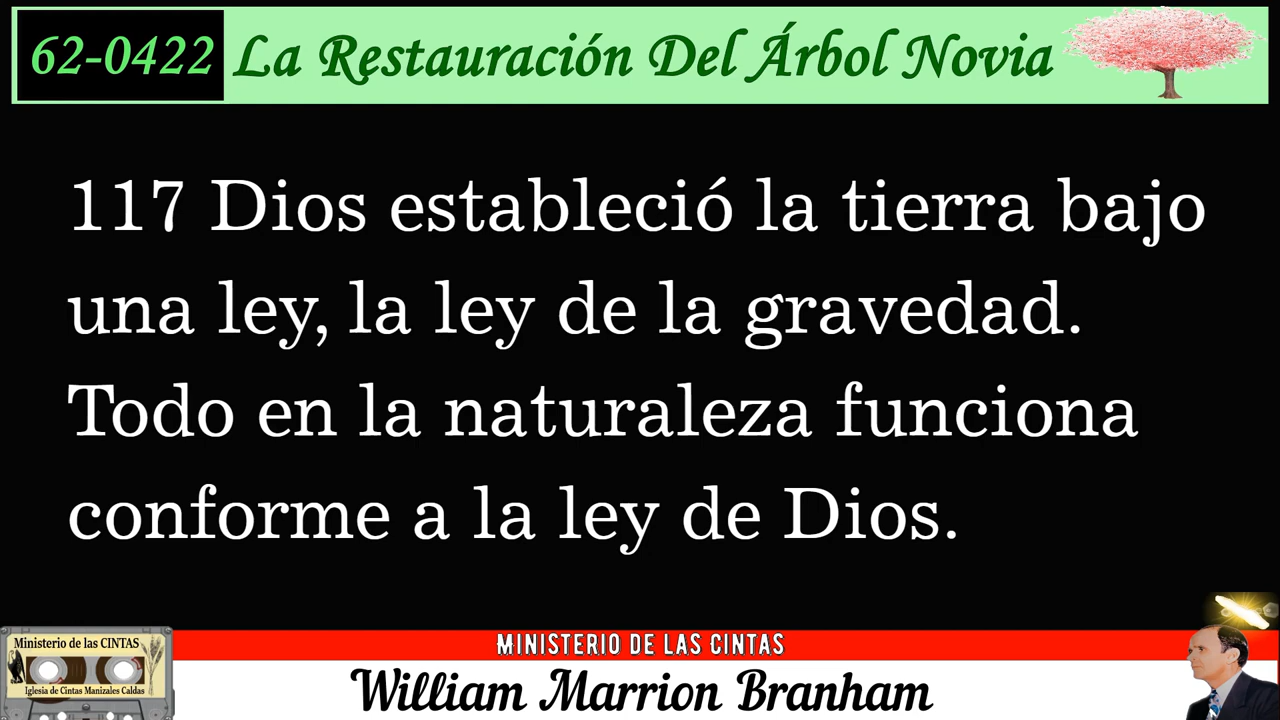 62-0422 La Restauración Del Árbol Novia
117 Dios estableció la tierra bajo
una ley, la ley de la gravedad.
Todo en la naturaleza funciona
conforme a la ley de Dios.
Ministerio de las CINTAS
Iglesia de Cintas Manizales Caldas
MINISTERIO DE LAS CINTAS
William Marrion Branham